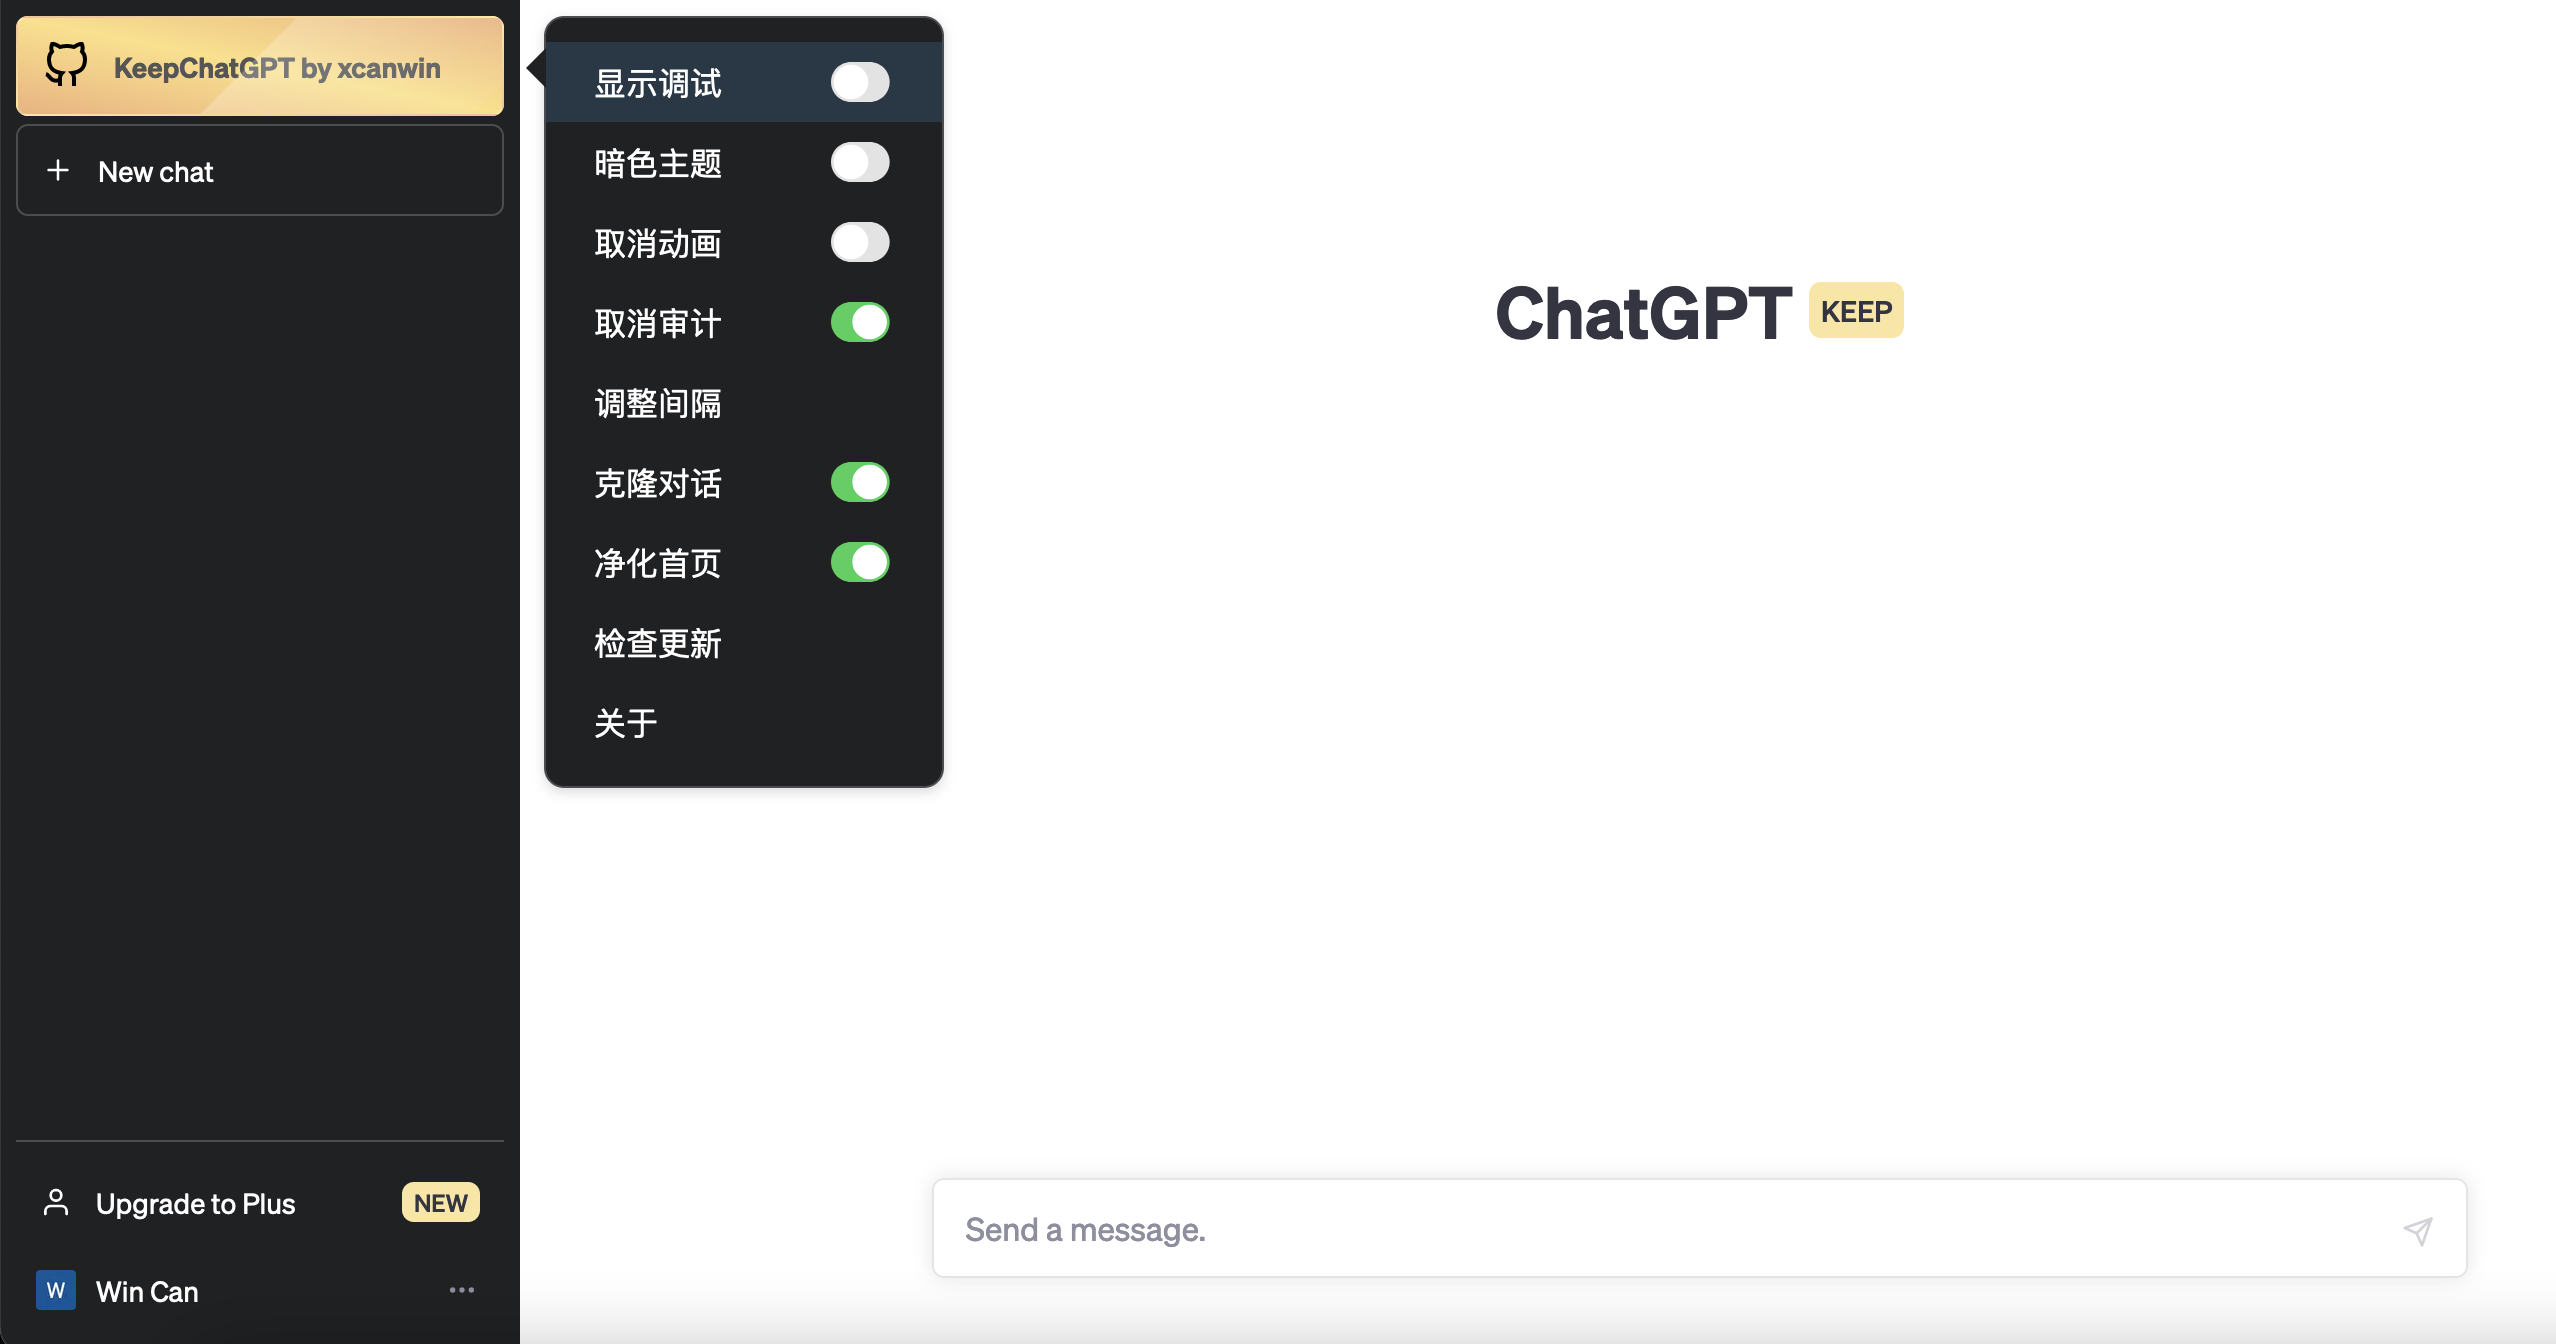 KeepChatGPT by xcanwin
New chat
显示调试
暗色主题
取消动画
取消审计
调整间隔
克隆对话
净化首页
检查更新
关于
ChatGPT KEEP
Send a message.
Upgrade to Plus NEW
W Win Can